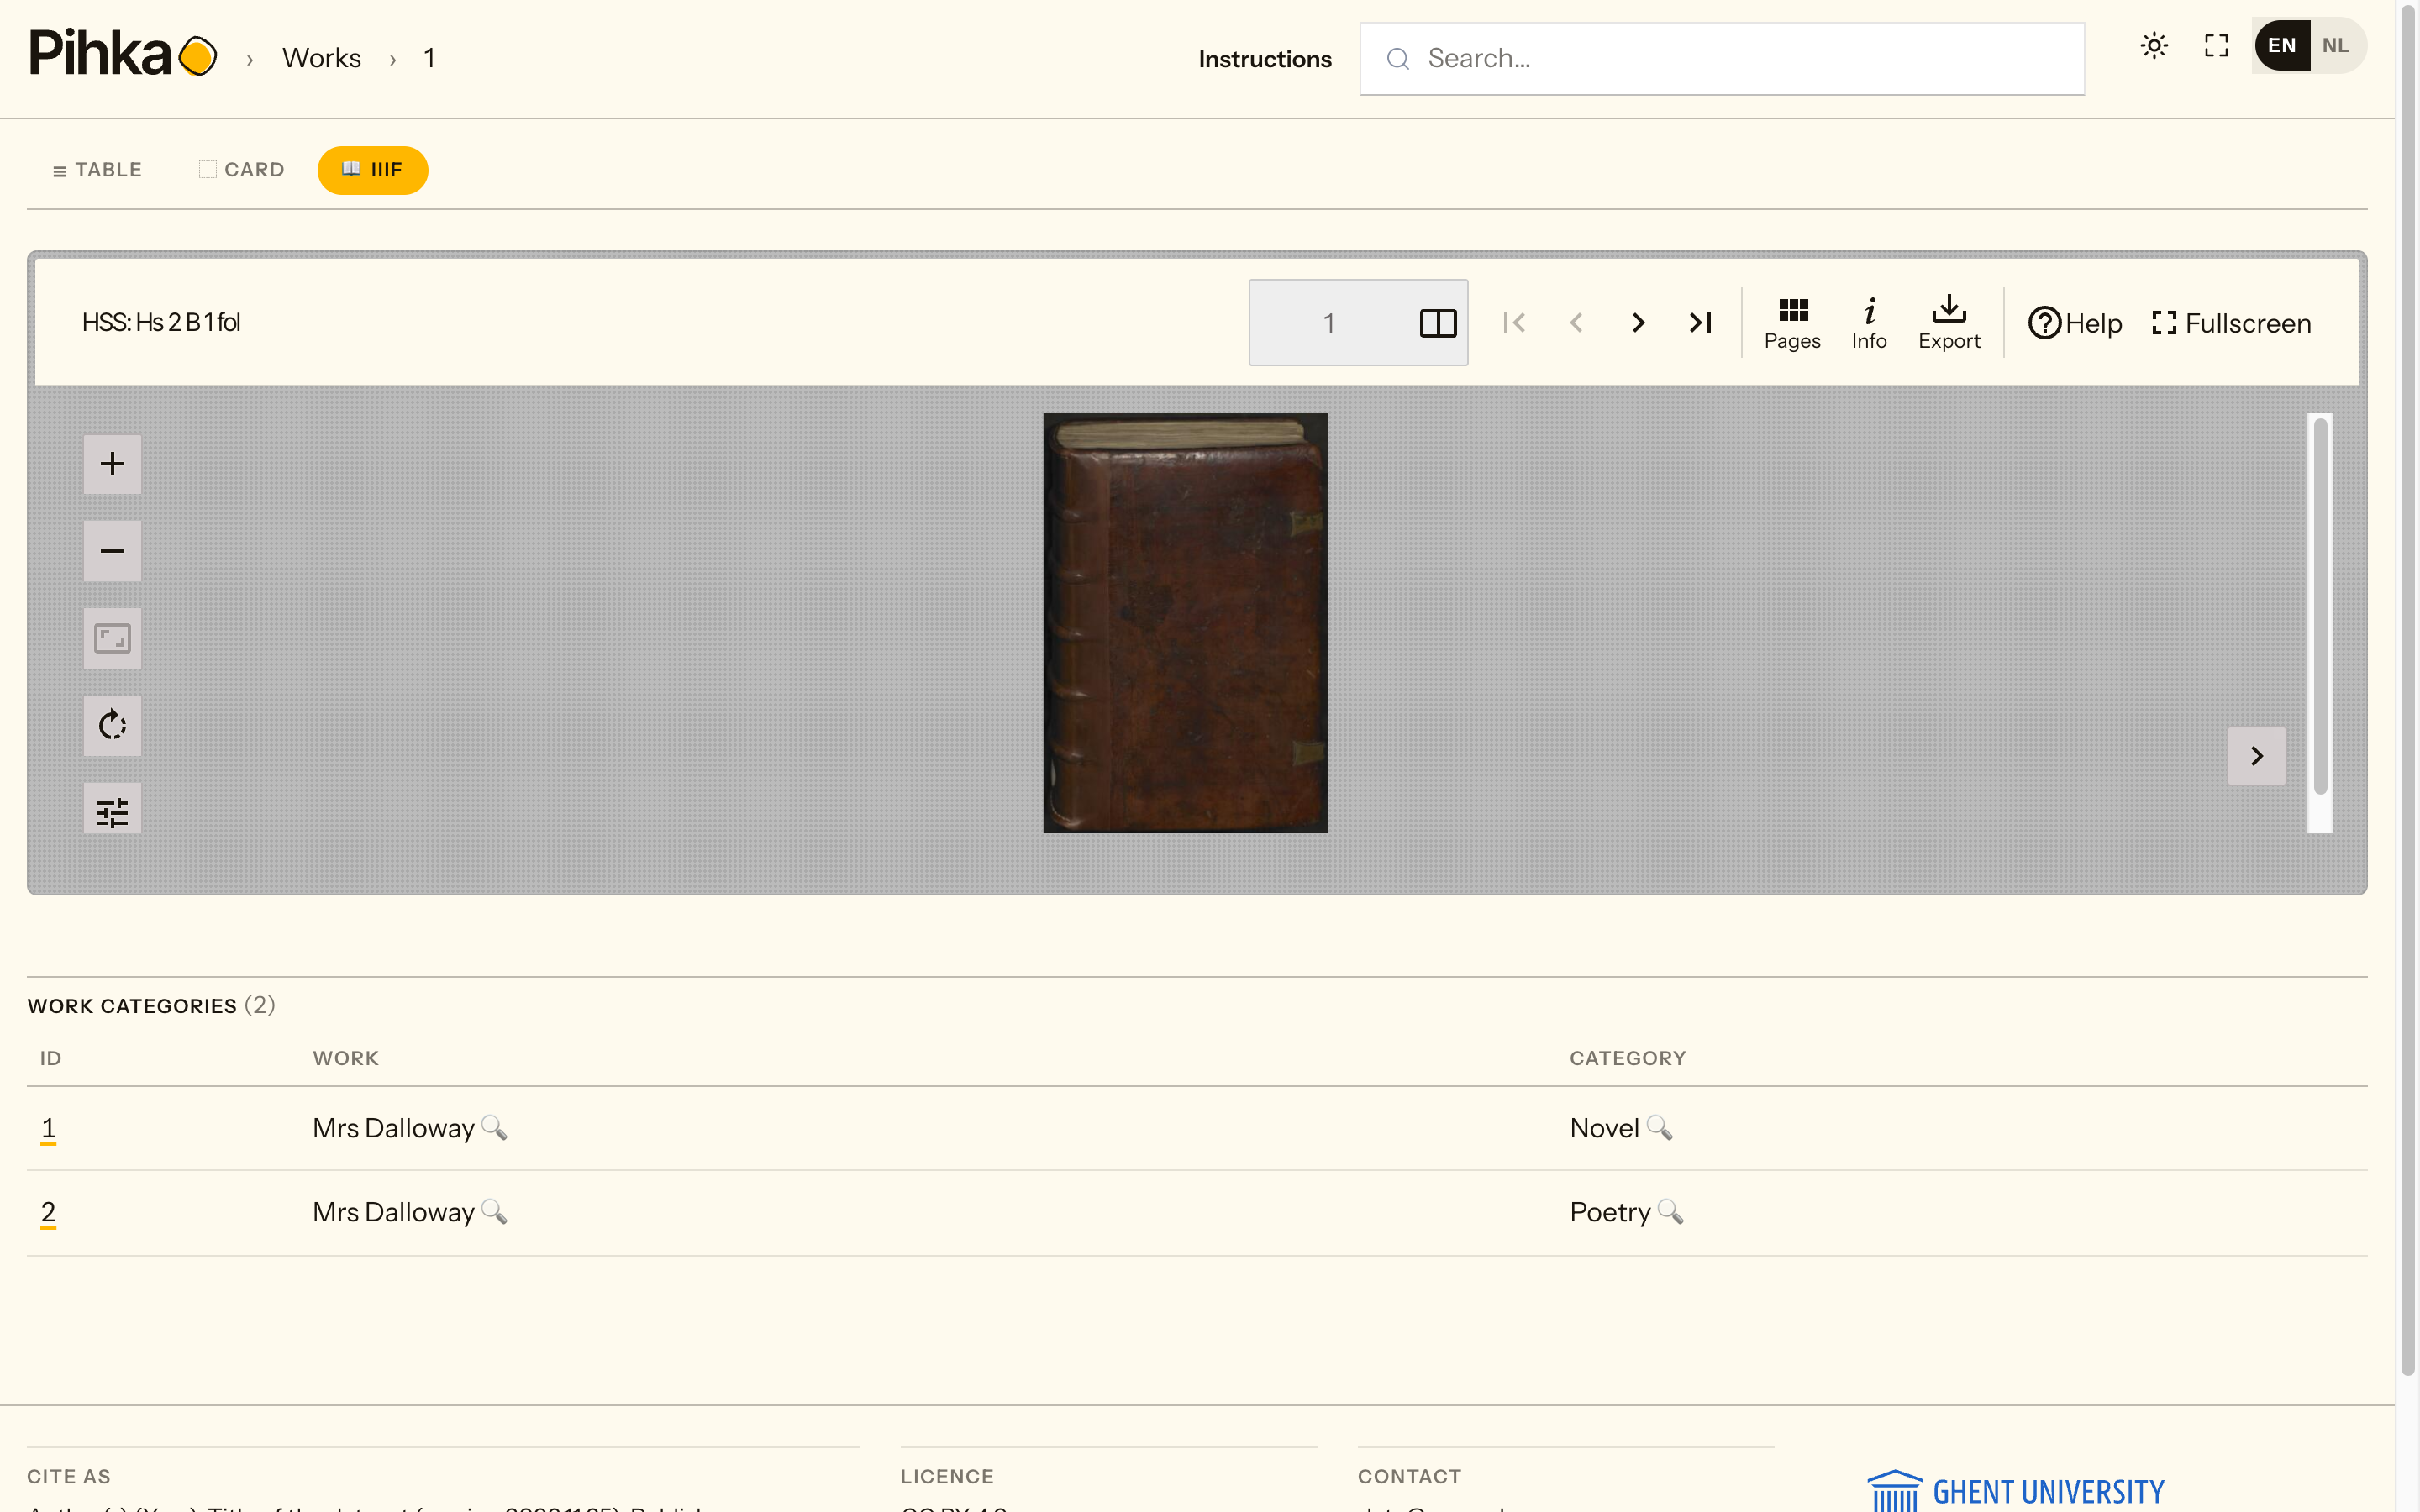 Pihka › Works › 1
Instructions
Search...
EN NL
TABLE CARD IIIF
HSS: Hs 2 B 1 fol
1
Pages Info Export
Help Fullscreen
WORK CATEGORIES (2)
ID WORK CATEGORY
1 Mrs Dalloway Novel
2 Mrs Dalloway Poetry
CITE AS LICENCE CONTACT
GHENT UNIVERSITY